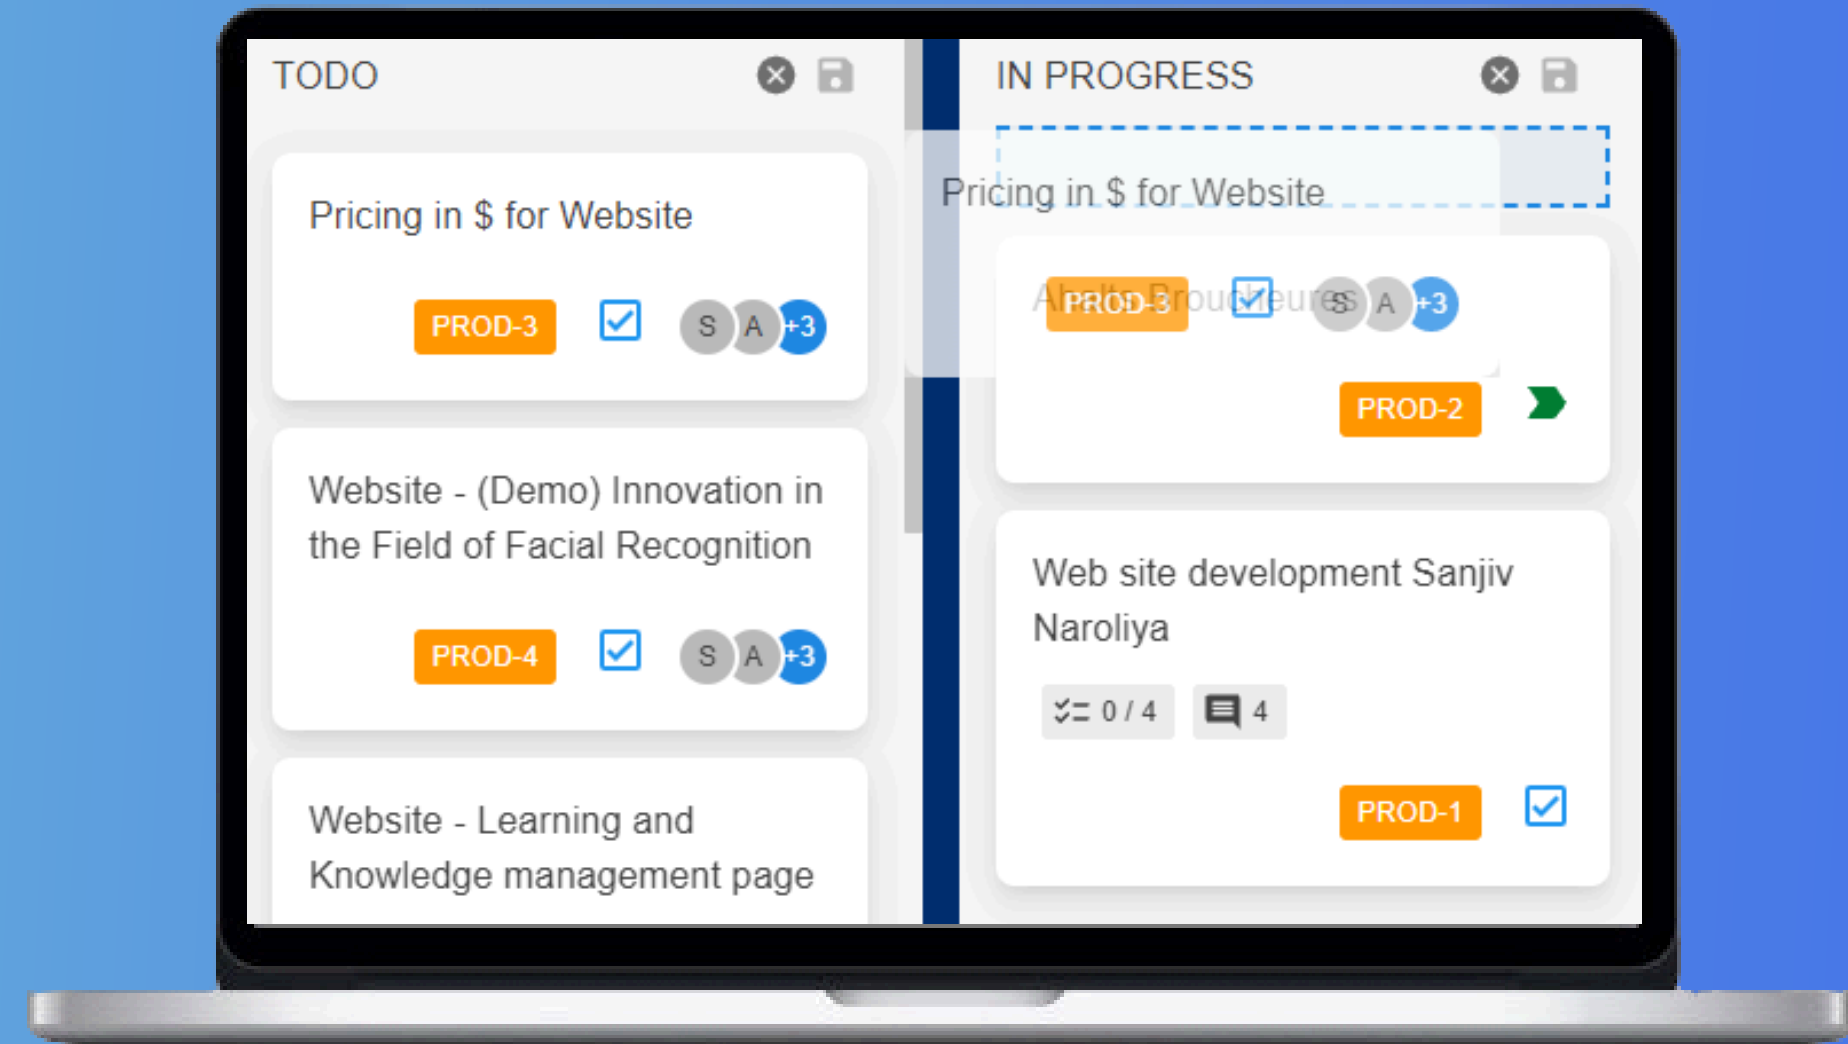 TODO
Pricing in $ for Website
PROD-3
S A +3
Website - (Demo) Innovation in
the Field of Facial Recognition
PROD-4
S A +3
Website - Learning and
Knowledge management page
IN PROGRESS
Pricing in $ for Website
PROD-3
S A +3
PROD-2
Web site development Sanjiv
Naroliya
0 / 4 4
PROD-1